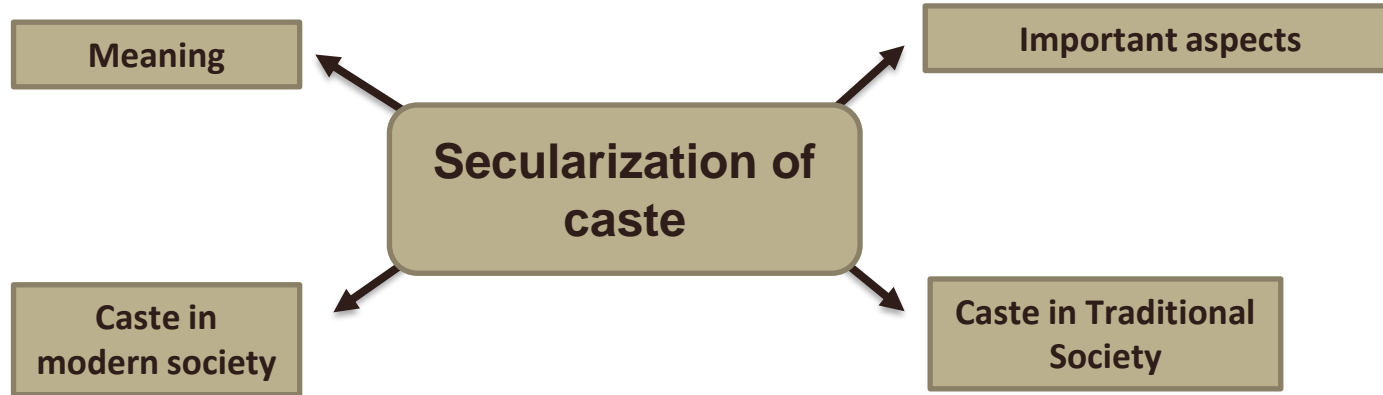 Meaning
Important aspects
Secularization of
caste
Caste in
modern society
Caste in Traditional
Society